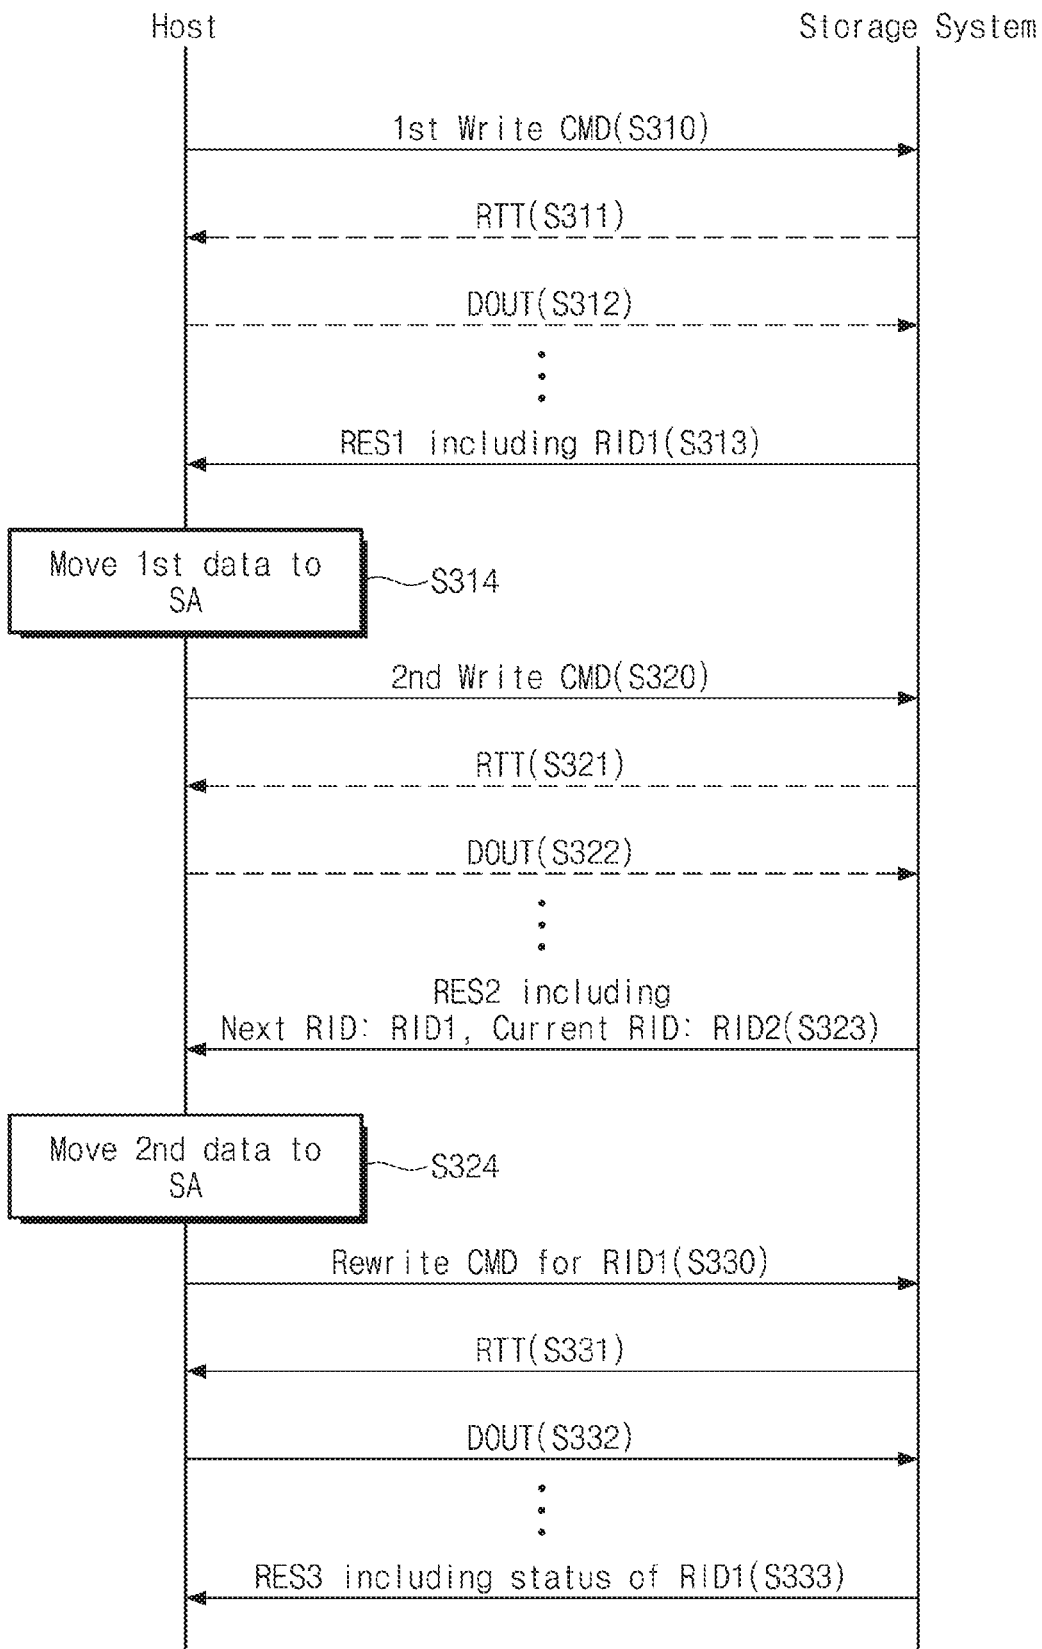 Host
Storage System
1st Write CMD(S310)
RTT(S311)
DOUT(S312)
RES1 including RID1(S313)
Move 1st data to
SA
S314
2nd Write CMD(S320)
RTT(S321)
DOUT(S322)
RES2 including
Next RID: RID1, Current RID: RID2(S323)
Move 2nd data to
SA
S324
Rewrite CMD for RID1(S330)
RTT(S331)
DOUT(S332)
RES3 including status of RID1(S333)